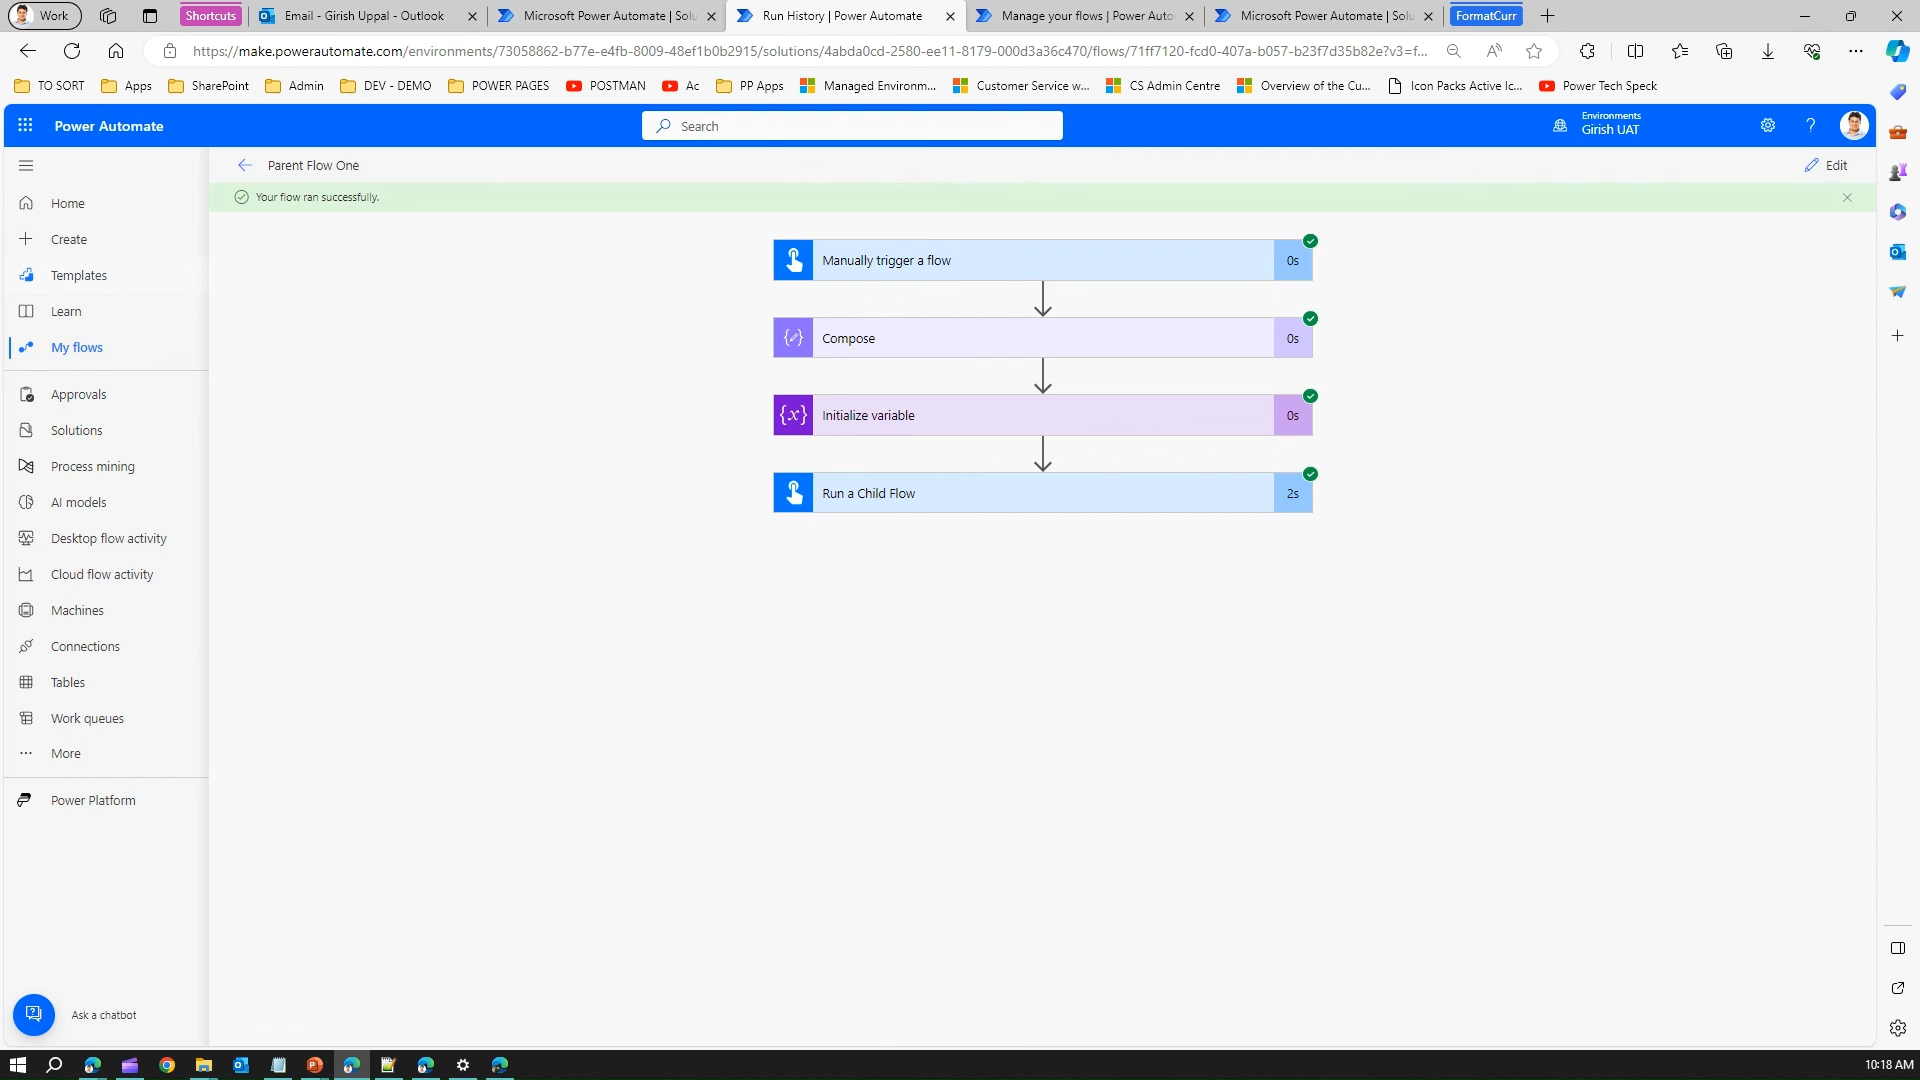 Work
Shortcuts
Email - Girish Uppal - Outlook
Microsoft Power Automate | Solu
Run History | Power Automate
Manage your flows | Power Auto
Microsoft Power Automate | Solu
FormatCurr
https://make.powerautomate.com/environments/73058862-b77e-e4fb-8009-48ef1b0b2915/solutions/4abda0cd-2580-ee11-8179-000d3a36c470/flows/71ff7120-fcd0-407a-b057-b23f7d35b82e?v3=f...
TO SORT
Apps
SharePoint
Admin
DEV - DEMO
POWER PAGES
POSTMAN
Ac
PP Apps
Managed Environm...
Customer Service w...
CS Admin Centre
Overview of the Cu...
Icon Packs Active Ic...
Power Tech Speck
Power Automate
Search
Environments
Girish UAT
Parent Flow One
Edit
Your flow ran successfully.
Home
Create
Templates
Learn
My flows
Approvals
Solutions
Process mining
AI models
Desktop flow activity
Cloud flow activity
Machines
Connections
Tables
Work queues
More
Power Platform
Ask a chatbot
Manually trigger a flow
0s
Compose
0s
Initialize variable
0s
Run a Child Flow
2s
10:18 AM